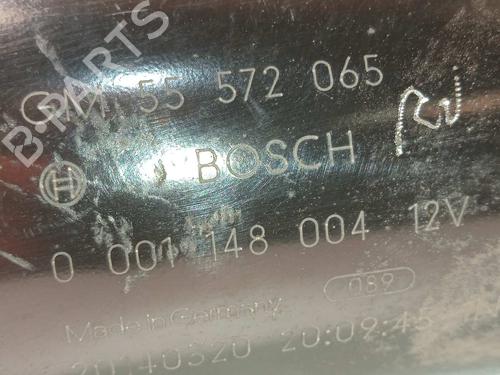 B-PARTS
GM 55 572 065
BOSCH
0 001 148 004 12V
089
Made in Germany
20140320 20:09:45